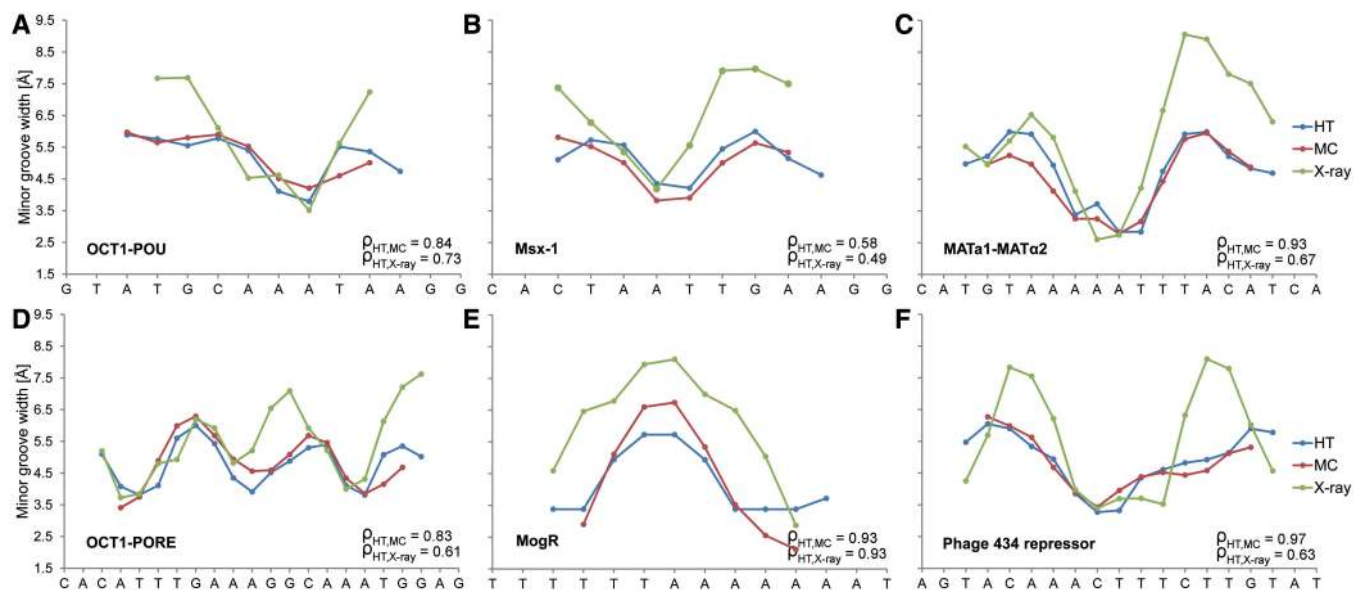 A
B
C
9.5
8.5
7.5
6.5
5.5
4.5
3.5
2.5
1.5
Minor groove width [Å]
OCT1-POU
ρHT,MC = 0.84
ρHT,X-ray = 0.73
G T A T G C A A A T A A G G
Msx-1
ρHT,MC = 0.58
ρHT,X-ray = 0.49
C A C T A A T T G A A G G
MATa1-MATα2
ρHT,MC = 0.93
ρHT,X-ray = 0.67
C A T G T A A A A A T T T A C A T C A
HT
MC
X-ray
D
E
F
9.5
8.5
7.5
6.5
5.5
4.5
3.5
2.5
1.5
Minor groove width [Å]
OCT1-PORE
ρHT,MC = 0.83
ρHT,X-ray = 0.61
C A C A T T T G A A A G G C A A A T G G A G
MogR
ρHT,MC = 0.93
ρHT,X-ray = 0.93
T T T T T T A A A A A A A T
Phage 434 repressor
ρHT,MC = 0.97
ρHT,X-ray = 0.63
A G T A C A A A C T T T C T T G T A T
HT
MC
X-ray